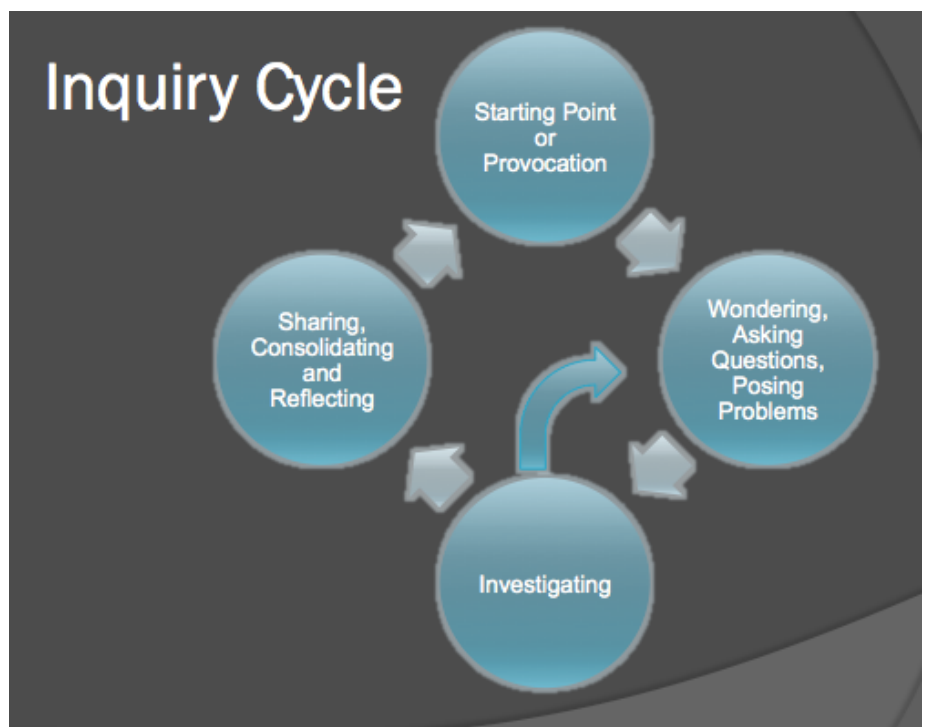 Inquiry Cycle
Starting Point
or
Provocation
Wondering,
Asking
Questions,
Posing
Problems
Investigating
Sharing,
Consolidating
and
Reflecting